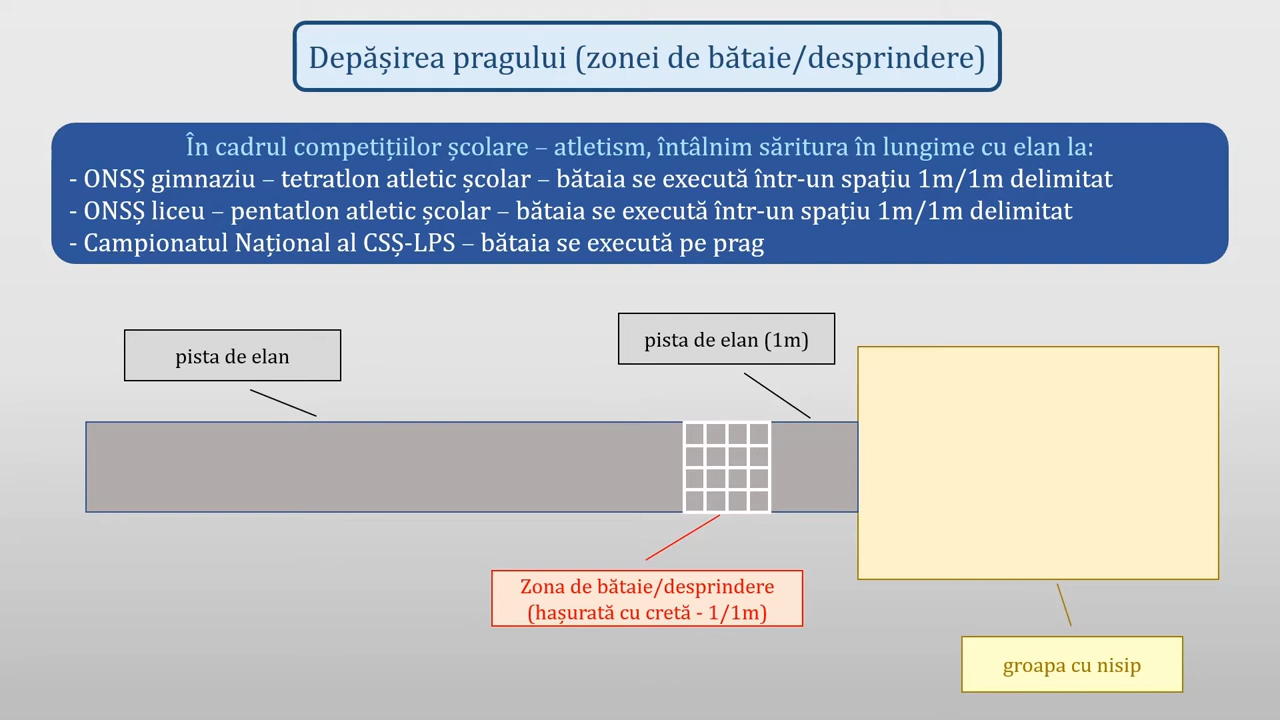 Depășirea pragului (zonei de bătaie/desprindere)
În cadrul competițiilor școlare – atletism, întâlnim săritura în lungime cu elan la:
- ONSȘ gimnaziu – tetratlon atletic școlar – bătaia se execută într-un spațiu 1m/1m delimitat
- ONSȘ liceu – pentatlon atletic școlar – bătaia se execută într-un spațiu 1m/1m delimitat
- Campionatul Național al CSȘ-LPS – bătaia se execută pe prag
pista de elan
pista de elan (1m)
Zona de bătaie/desprindere
(hașurată cu cretă - 1/1m)
groapa cu nisip